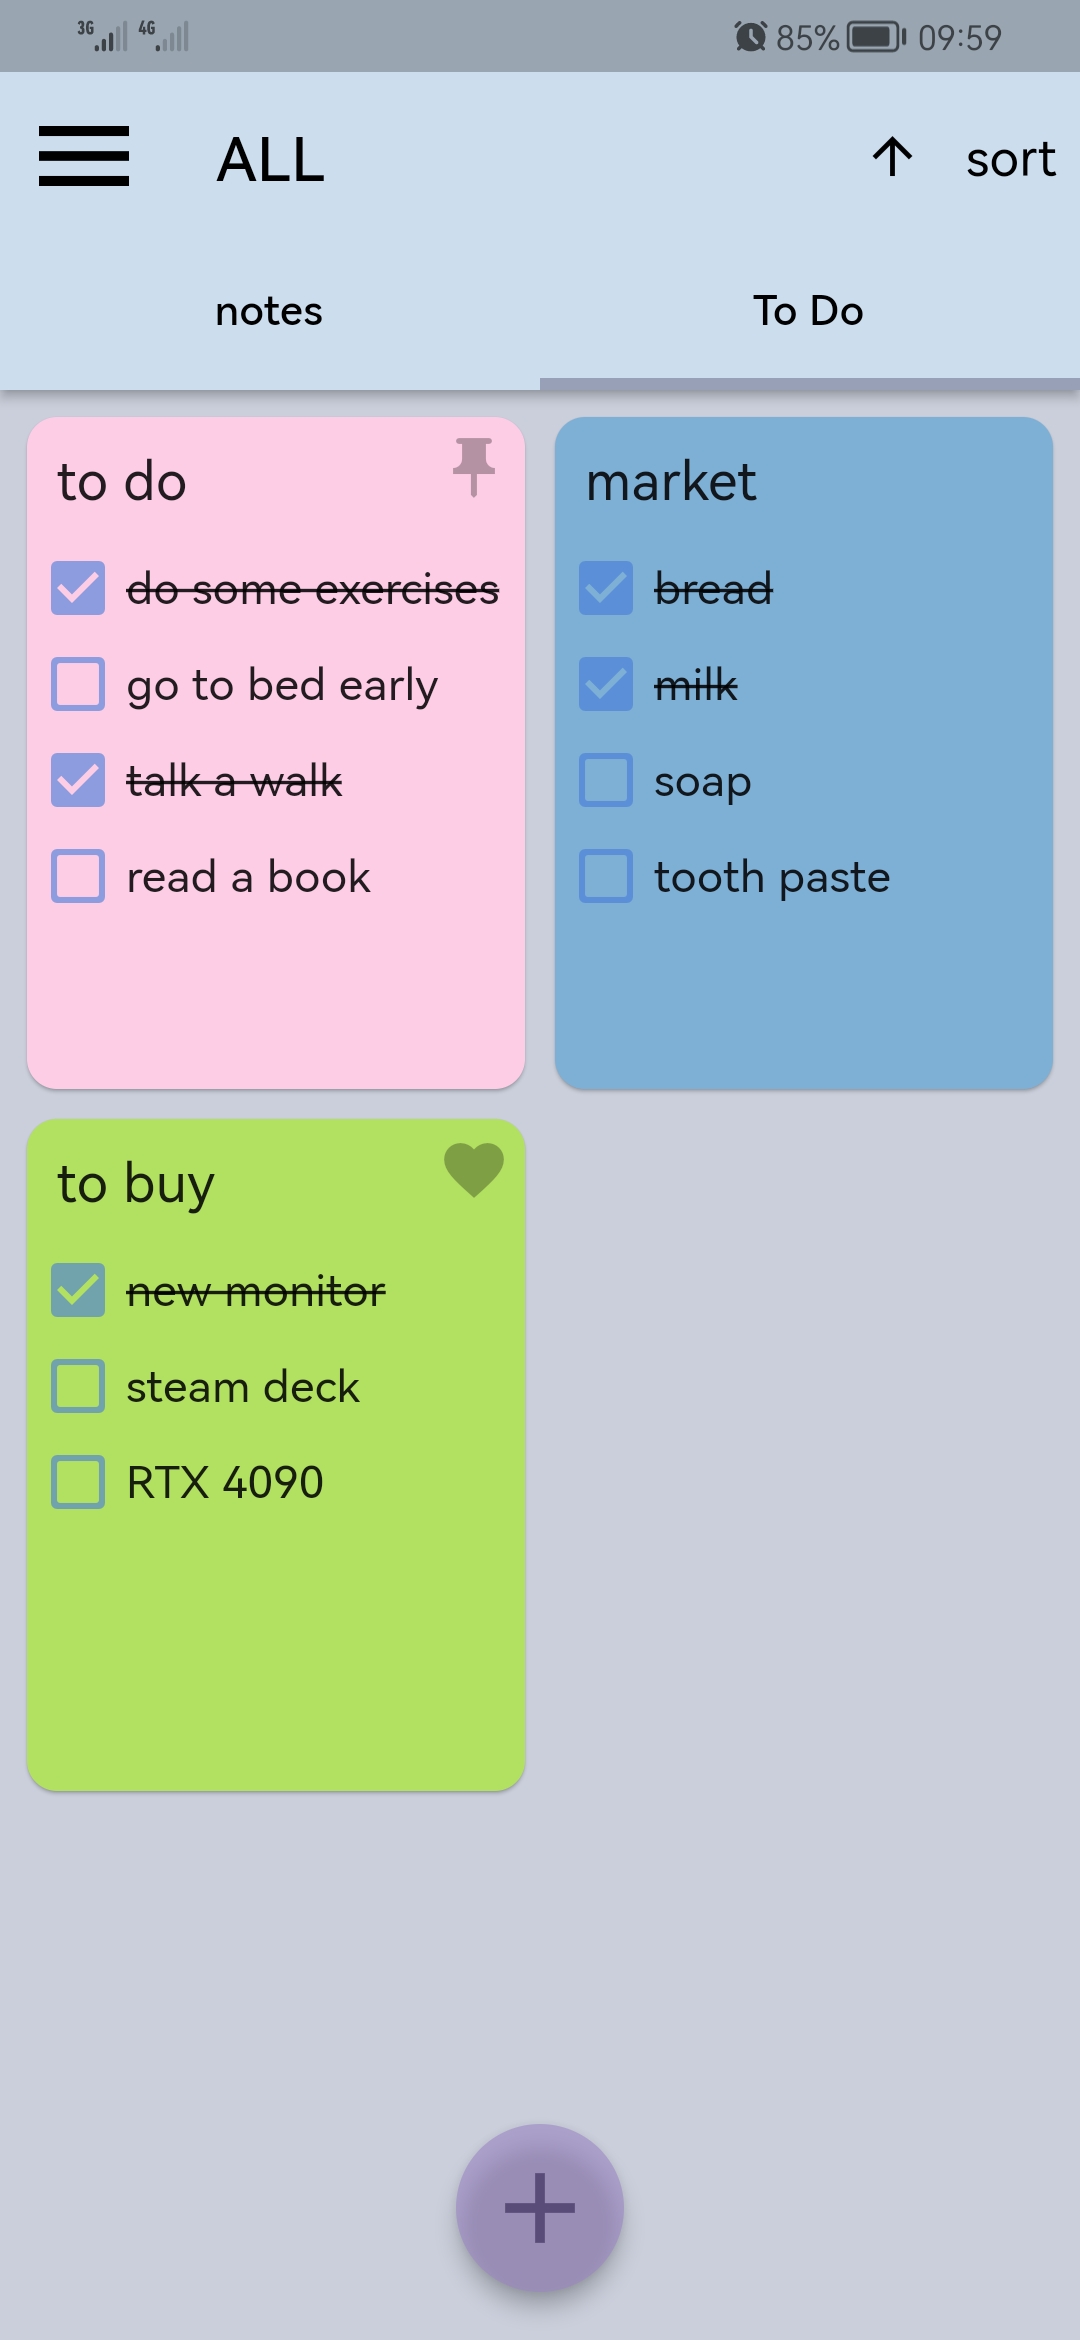 3G 4G 85% 09:59
ALL sort
notes To Do
to do
do some exercises
go to bed early
talk a walk
read a book
market
bread
milk
soap
tooth paste
to buy
new monitor
steam deck
RTX 4090